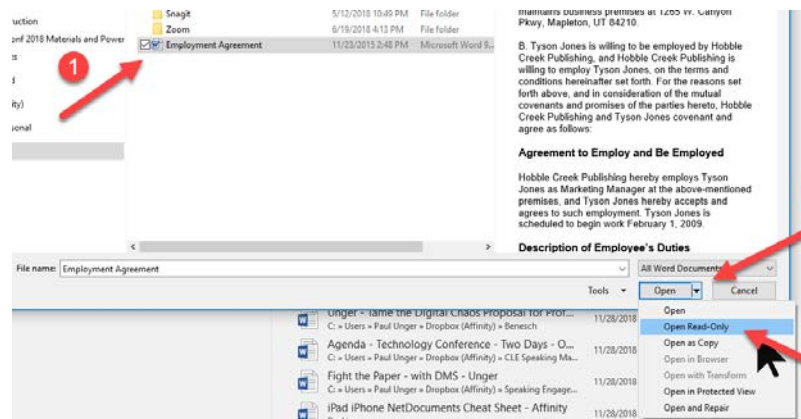 Snagit 5/12/2018 10:49 PM File folder
Zoom 6/19/2018 4:13 PM File folder
Employment Agreement 11/23/2015 2:48 PM Microsoft Word 9...
uction
onf 2018 Materials and Power
es
ity)
sonal
1
maintains business premises at 1265 W. Canyon
Pkwy, Mapleton, UT 84210.
B. Tyson Jones is willing to be employed by Hobble
Creek Publishing, and Hobble Creek Publishing is
willing to employ Tyson Jones, on the terms and
conditions hereinafter set forth. For the reasons set
forth above, and in consideration of the mutual
covenants and promises of the parties hereto, Hobble
Creek Publishing and Tyson Jones covenant and
agree as follows:
Agreement to Employ and Be Employed
Hobble Creek Publishing hereby employs Tyson
Jones as Marketing Manager at the above-mentioned
premises, and Tyson Jones hereby accepts and
agrees to such employment. Tyson Jones is
scheduled to begin work February 1, 2009.
Description of Employee's Duties
File name: Employment Agreement All Word Documents
Tools Open Cancel
Open
Open Read-Only
Open as Copy
Open in Browser
Open with Transform
Open in Protected View
Open and Repair
Unger - Tame the Digital Chaos Proposal for Prof... 11/28/2018
C: » Users » Paul Unger » Dropbox (Affinity) » Benesch
Agenda - Technology Conference - Two Days - O... 11/28/2018
C: » Users » Paul Unger » Dropbox (Affinity) » CLE Speaking Ma...
Fight the Paper - with DMS - Unger 11/28/2018
C: » Users » Paul Unger » Dropbox (Affinity) » Speaking Engage...
iPad iPhone NetDocuments Cheat Sheet - Affinity 11/28/2018